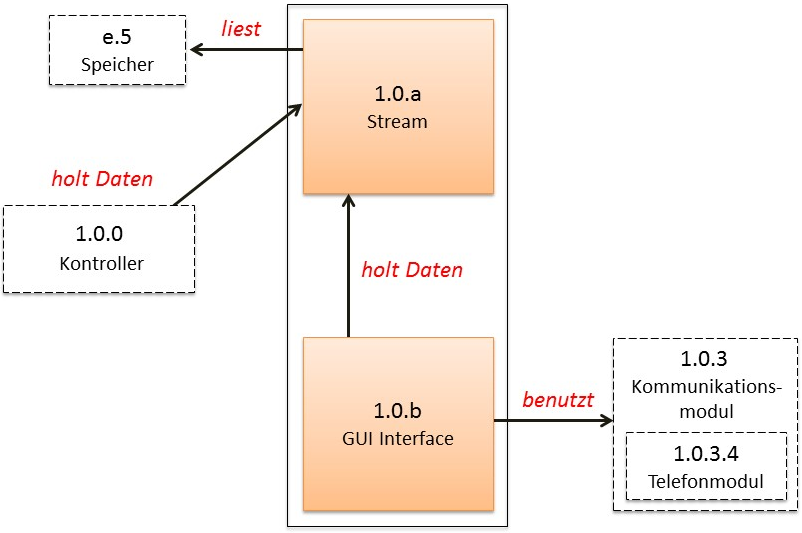 e.5
Speicher
liest
1.0.a
Stream
holt Daten
1.0.0
Kontroller
holt Daten
1.0.b
GUI Interface
benutzt
1.0.3
Kommunikations-
modul
1.0.3.4
Telefonmodul